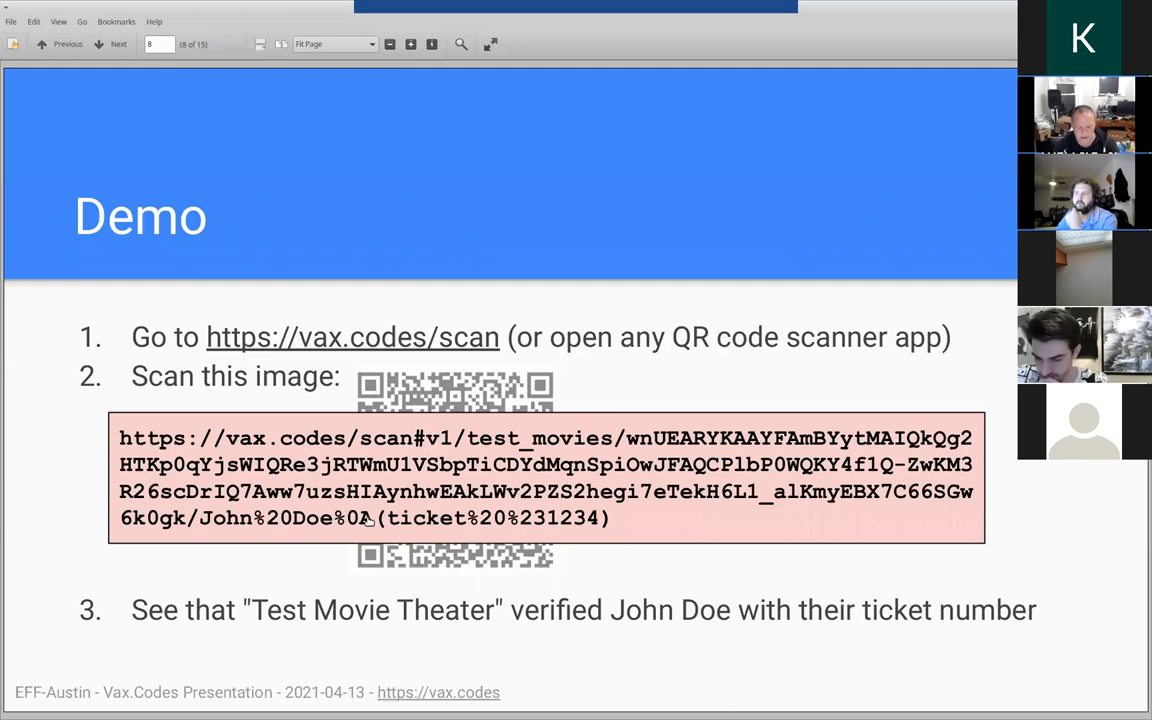 File Edit View Go Bookmarks Help
Previous Next 8 (8 of 15) Fit Page
K
Demo
1. Go to https://vax.codes/scan (or open any QR code scanner app)
2. Scan this image:
https://vax.codes/scan#v1/test_movies/wnUEARYKAAYFAmBYytMAIQkQg2
HTKp0qYjsWIQRe3jRTWmU1VSbpTiCDYdMqnSpiOwJFAQCPlbP0WQKY4f1Q-ZwKM3
R26scDrIQ7Aww7uzsHIAynhwEAkLWv2PZS2hegi7eTekH6L1_alKmyEBX7C66SGw
6k0gk/John%20Doe%0A(ticket%20%231234)
3. See that "Test Movie Theater" verified John Doe with their ticket number
EFF-Austin - Vax.Codes Presentation - 2021-04-13 - https://vax.codes